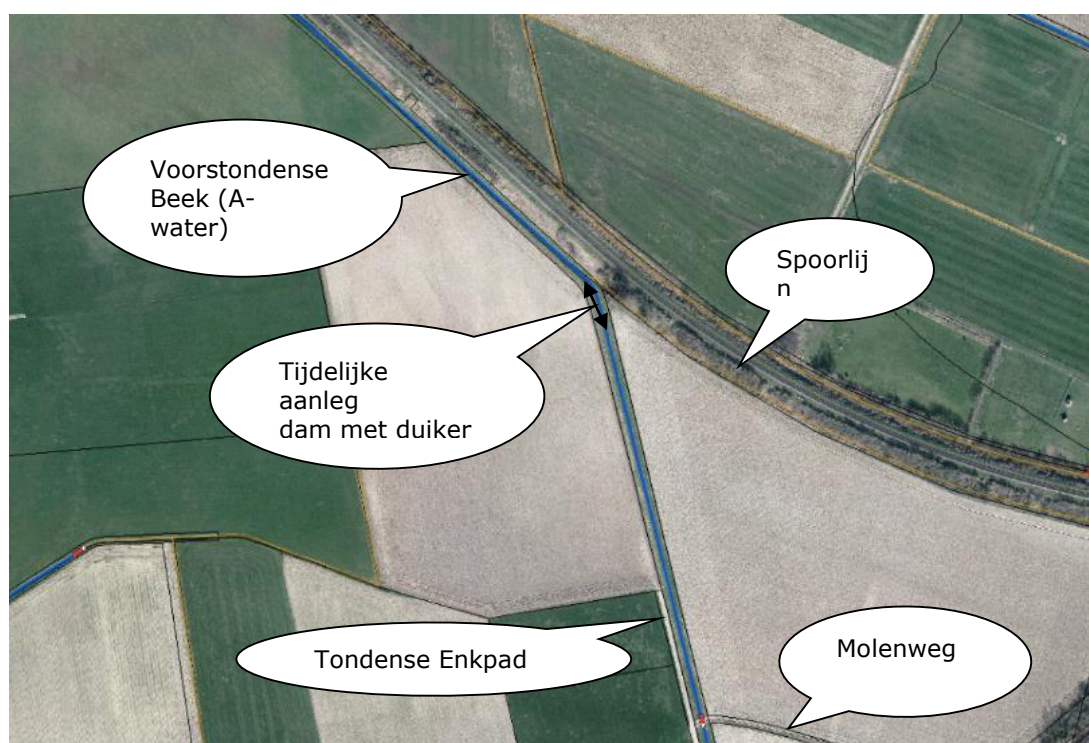 Voorstondense
Beek (A-
water)
Spoorlij
n
Tijdelijke
aanleg
dam met duiker
Tondense Enkpad
Molenweg